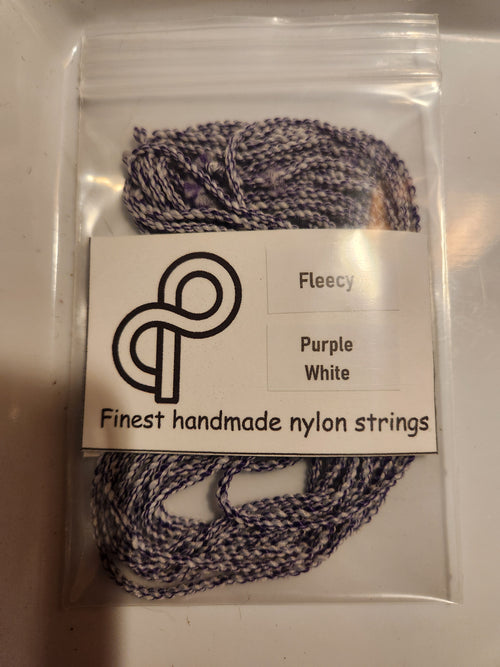 Fleecy
Purple
White
Finest handmade nylon strings